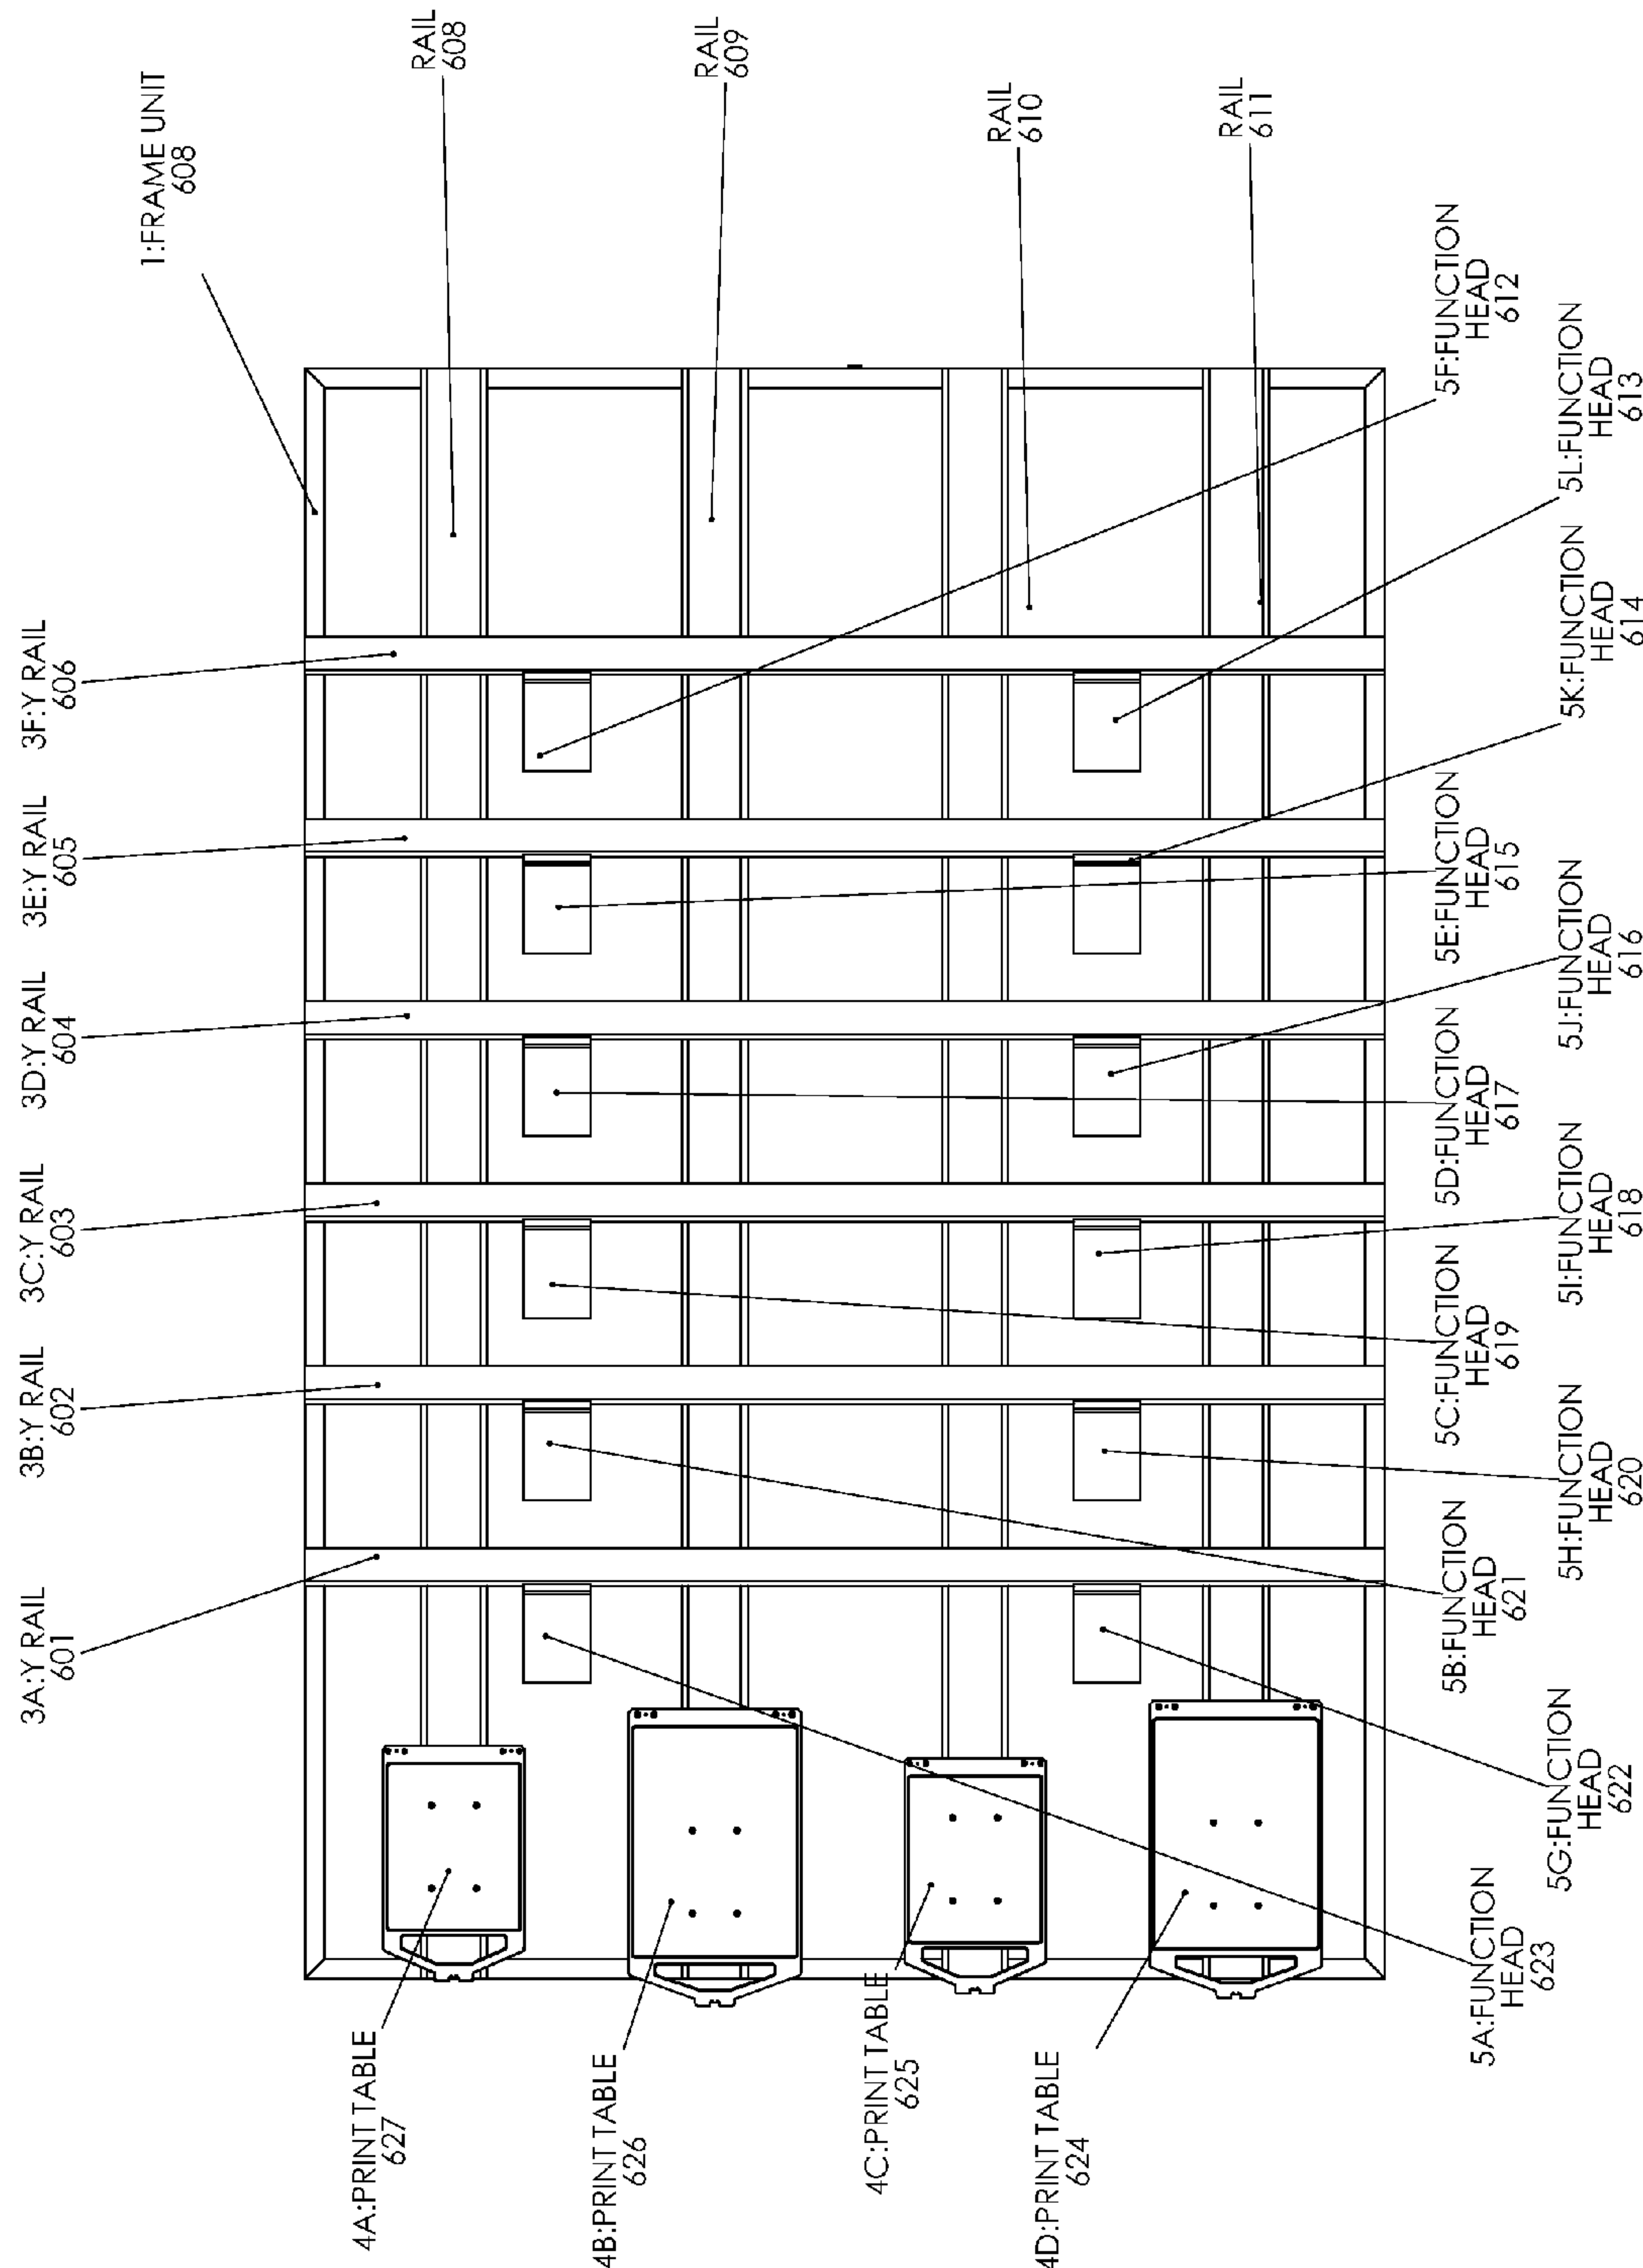 3A:Y RAIL
601
3B:Y RAIL
602
3C:Y RAIL
603
3D:Y RAIL
604
3E:Y RAIL
605
3F:Y RAIL
606
1:FRAME UNIT
608
RAIL
608
RAIL
609
RAIL
610
RAIL
611
4A:PRINT TABLE
627
4B:PRINT TABLE
626
4C:PRINT TABLE
625
4D:PRINT TABLE
624
5A:FUNCTION
HEAD
623
5B:FUNCTION
HEAD
621
5C:FUNCTION
HEAD
619
5D:FUNCTION
HEAD
617
5E:FUNCTION
HEAD
615
5F:FUNCTION
HEAD
612
5G:FUNCTION
HEAD
622
5H:FUNCTION
HEAD
620
5I:FUNCTION
HEAD
618
5J:FUNCTION
HEAD
616
5K:FUNCTION
HEAD
614
5L:FUNCTION
HEAD
613